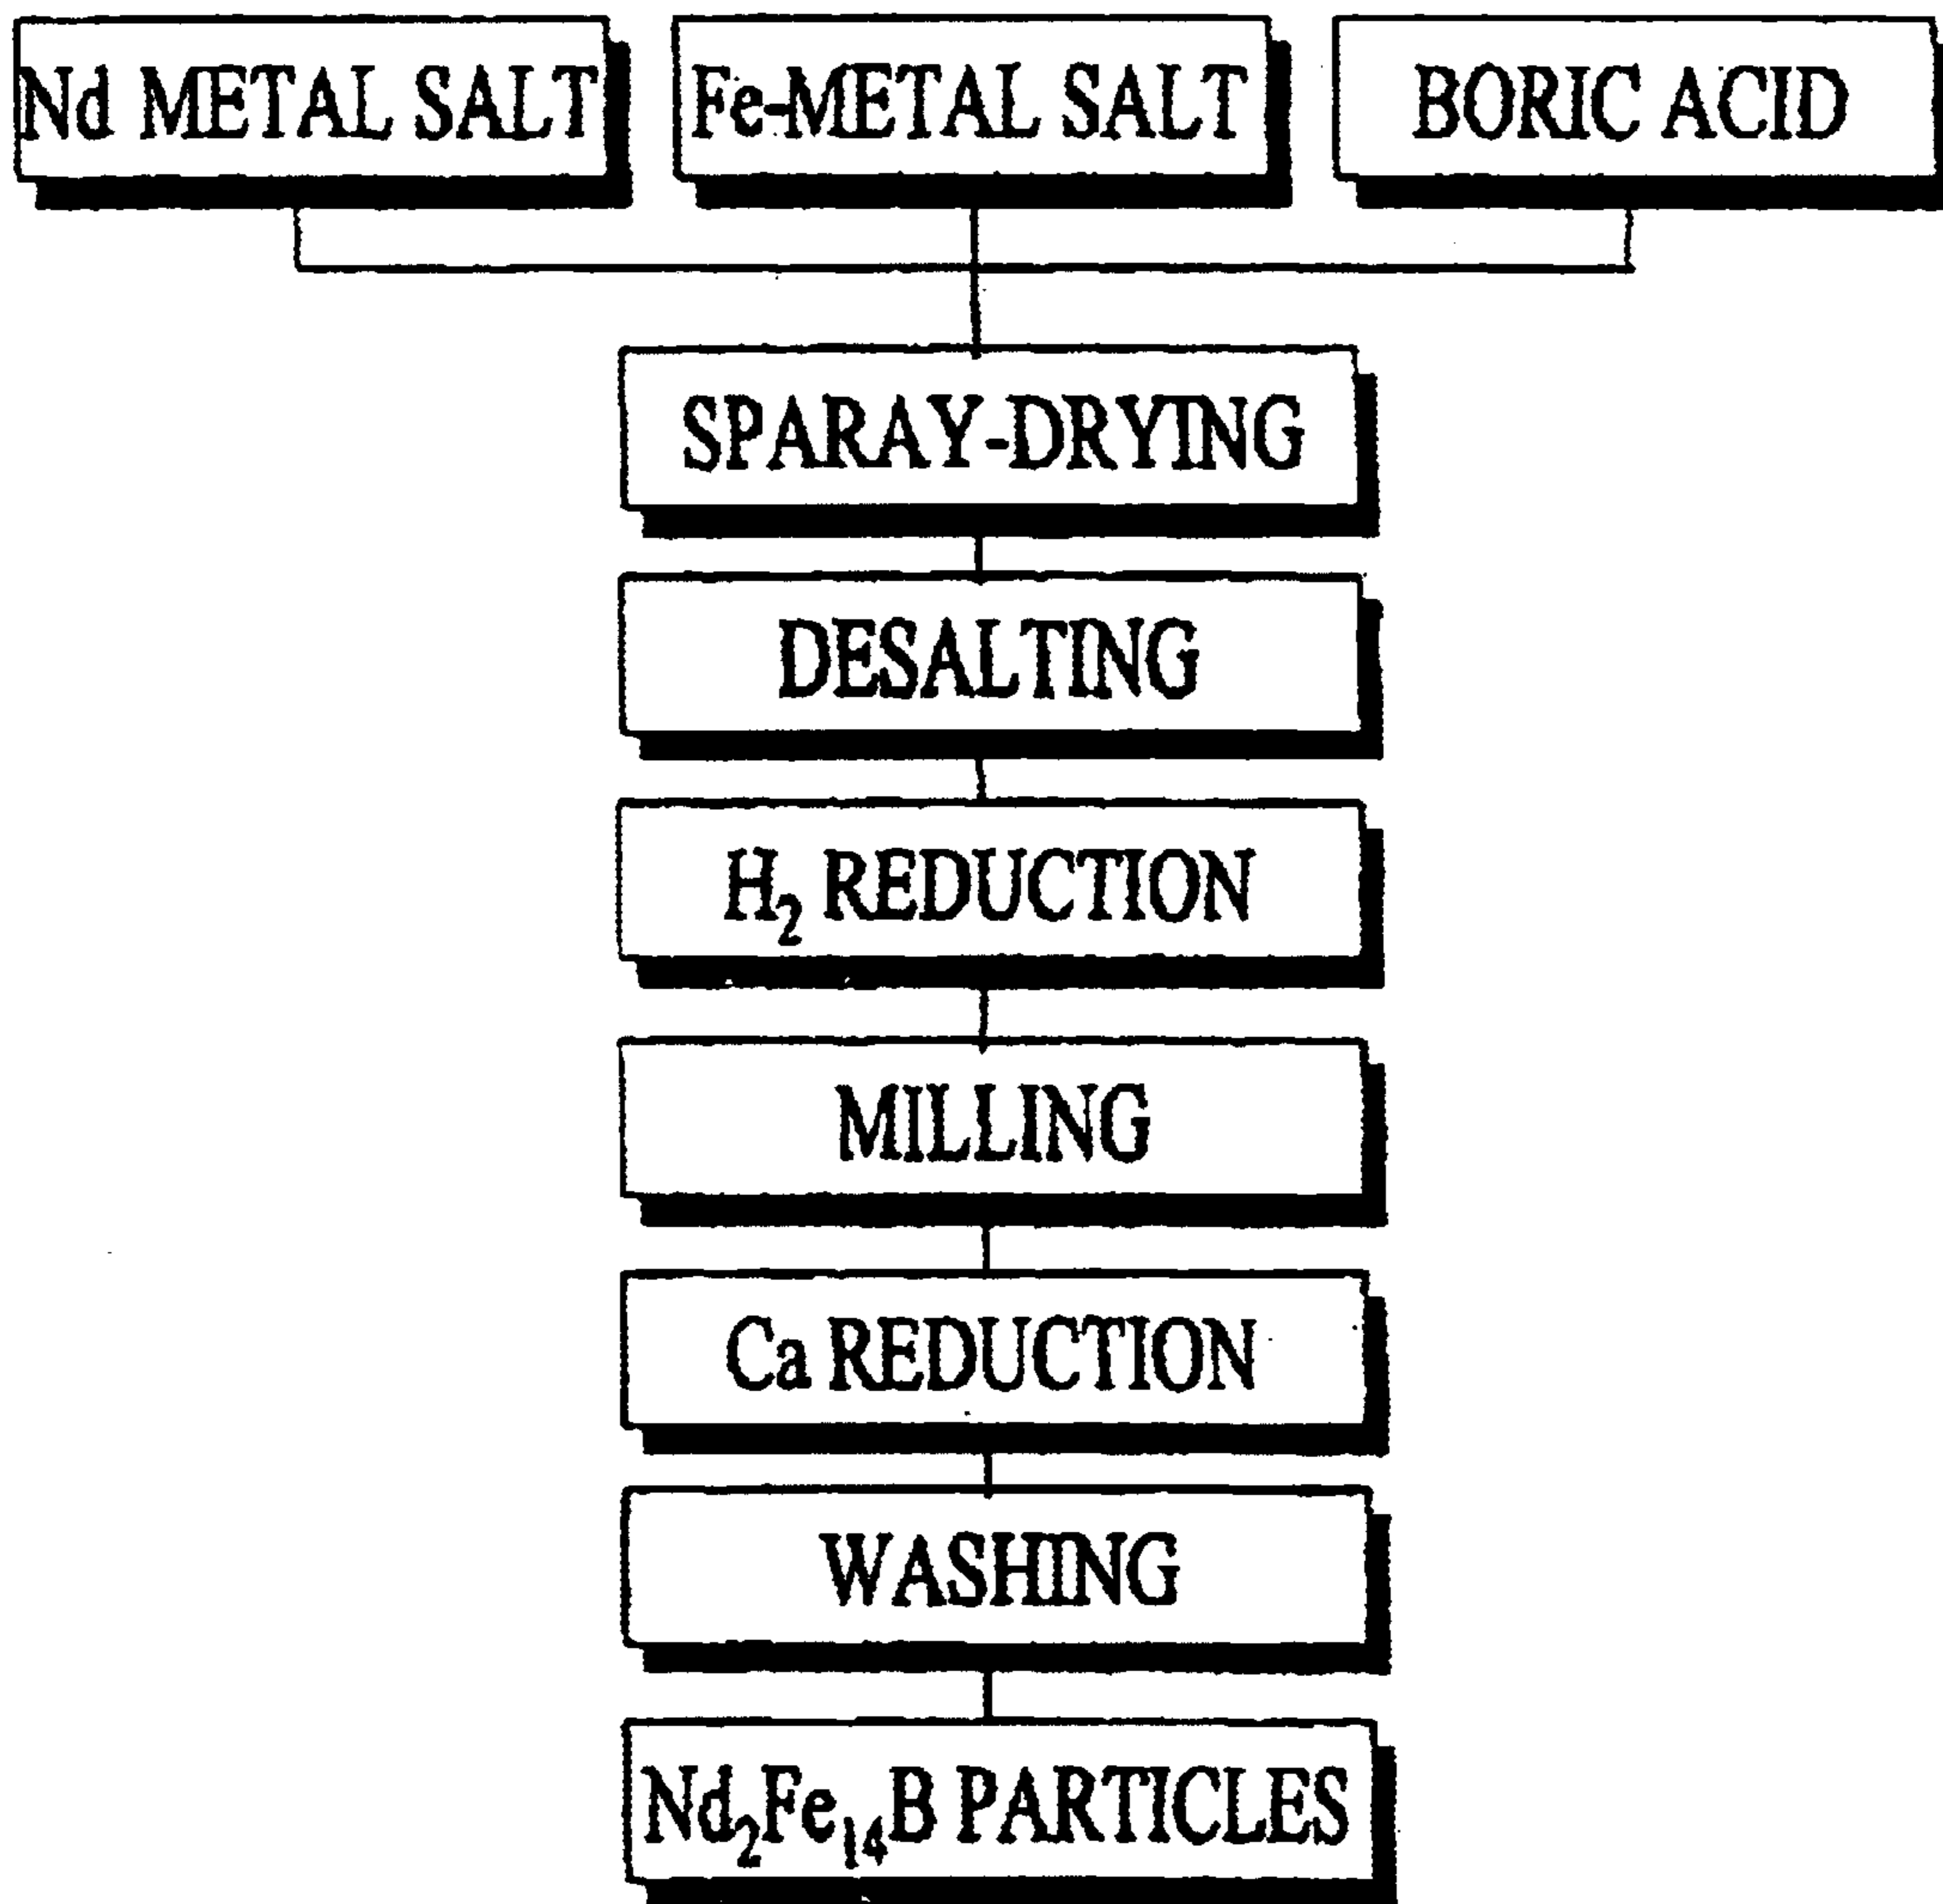 Nd METAL SALT
Fe-METAL SALT
BORIC ACID
SPARAY-DRYING
DESALTING
H₂ REDUCTION
MILLING
Ca REDUCTION
WASHING
Nd₂Fe₁₄B PARTICLES